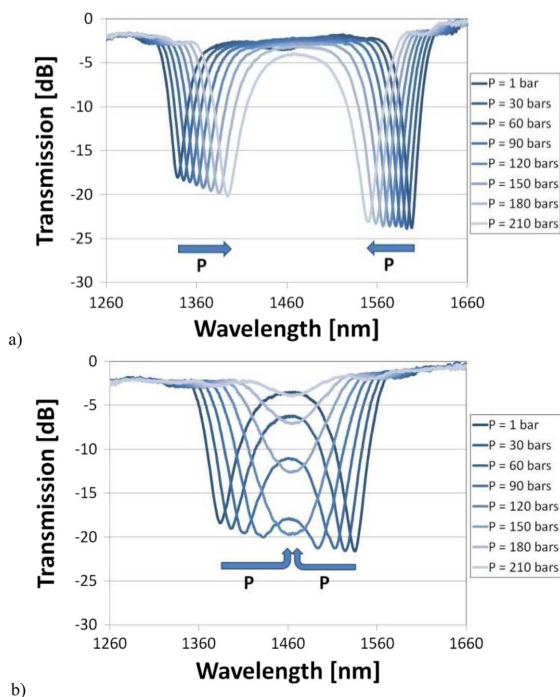 a)
Transmission [dB]
0
-5
-10
-15
-20
-25
-30
P
P
1260
1360
1460
1560
1660
Wavelength [nm]
P = 1 bar
P = 30 bars
P = 60 bars
P = 90 bars
P = 120 bars
P = 150 bars
P = 180 bars
P = 210 bars
b)
Transmission [dB]
0
-5
-10
-15
-20
-25
-30
P
P
1260
1360
1460
1560
1660
Wavelength [nm]
P = 1 bar
P = 30 bars
P = 60 bars
P = 90 bars
P = 120 bars
P = 150 bars
P = 180 bars
P = 210 bars